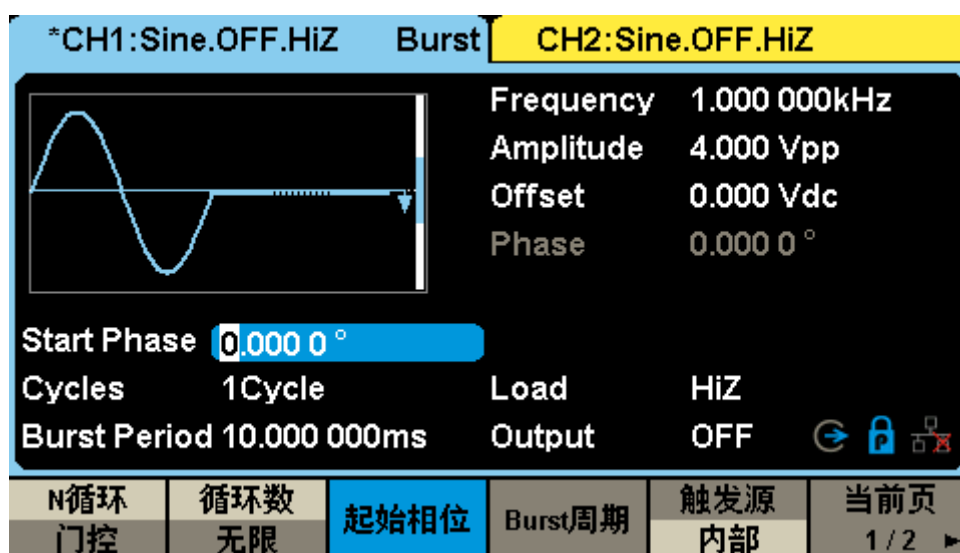 *CH1:Sine.OFF.HiZ Burst CH2:Sine.OFF.HiZ
Frequency 1.000 000kHz
Amplitude 4.000 Vpp
Offset 0.000 Vdc
Phase 0.000 0 °
Start Phase 0.000 0 °
Cycles 1Cycle Load HiZ
Burst Period 10.000 000ms Output OFF P
N循环 循环数 起始相位 Burst周期 触发源 当前页
门控 无限 内部 1/2